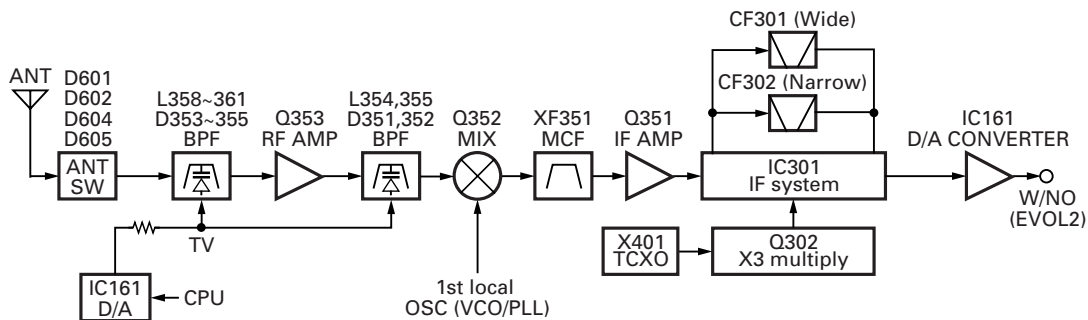 CF301 (Wide)
CF302 (Narrow)
ANT
D601
D602
D604
D605
ANT
SW
L358~361
D353~355
BPF
Q353
RF AMP
L354,355
D351,352
BPF
Q352
MIX
XF351
MCF
Q351
IF AMP
IC301
IF system
IC161
D/A CONVERTER
W/NO
(EVOL2)
TV
IC161
D/A
CPU
1st local
OSC (VCO/PLL)
X401
TCXO
Q302
X3 multiply